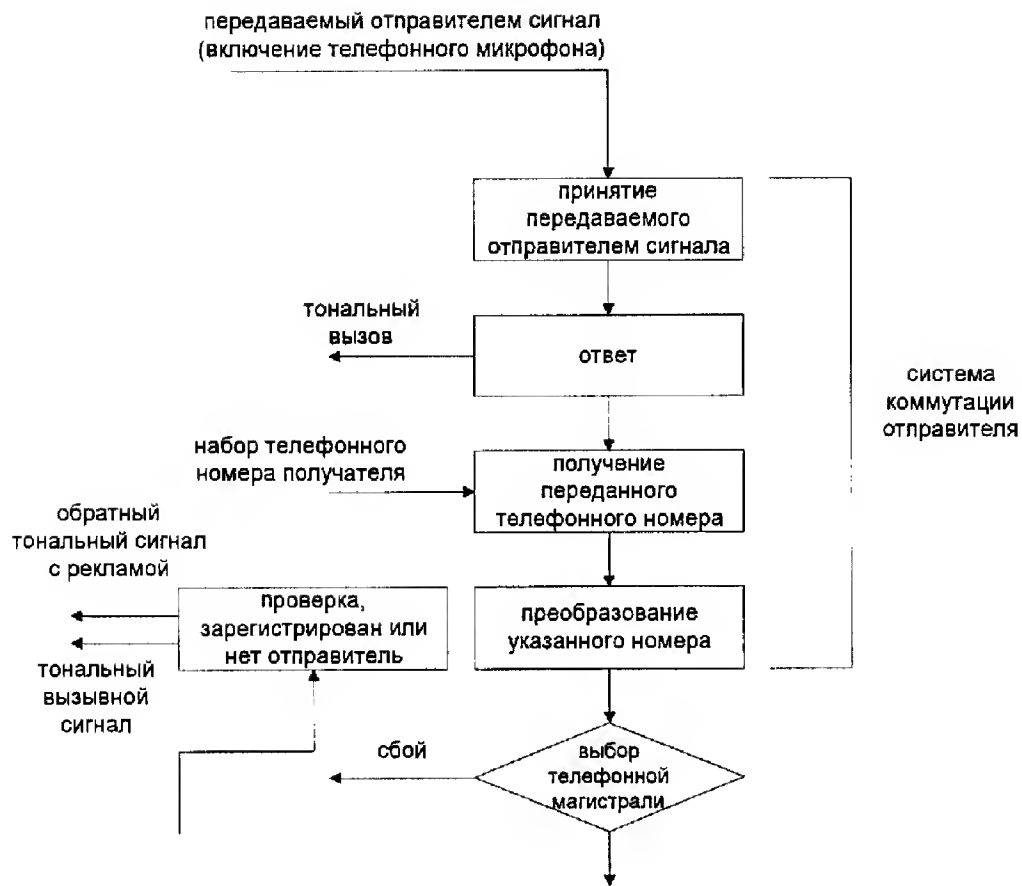 передаваемый отправителем сигнал
(включение телефонного микрофона)
принятие
передаваемого
отправителем сигнала
тональный
вызов
ответ
система
коммутации
отправителя
набор телефонного
номера получателя
получение
переданного
телефонного номера
обратный
тональный сигнал
с рекламой
проверка,
зарегистрирован или
нет отправитель
преобразование
указанного номера
тональный
вызывной
сигнал
сбой
выбор
телефонной
магистрали